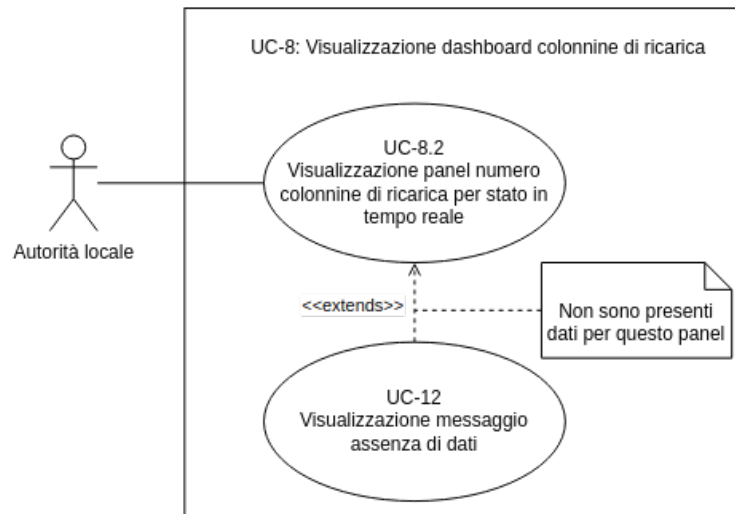 UC-8: Visualizzazione dashboard colonnine di ricarica
UC-8.2
Visualizzazione panel numero
colonnine di ricarica per stato in
tempo reale
Autorità locale
<<extends>>
Non sono presenti
dati per questo panel
UC-12
Visualizzazione messaggio
assenza di dati